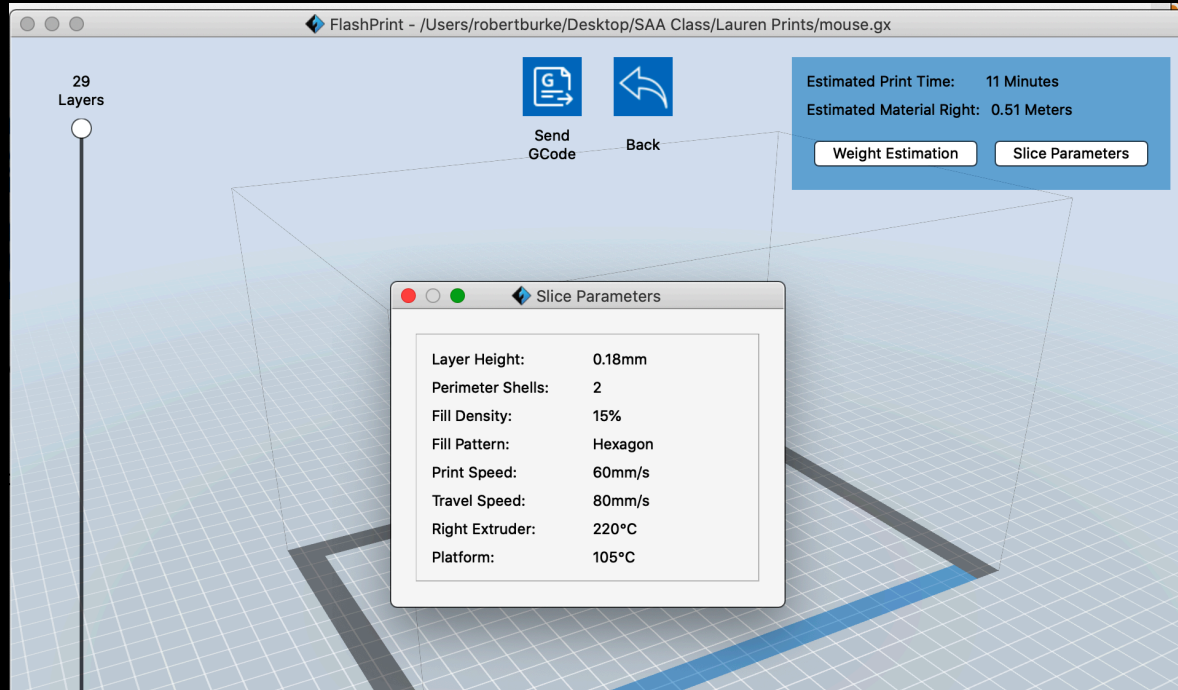 FlashPrint - /Users/robertburke/Desktop/SAA Class/Lauren Prints/mouse.gx
29
Layers
Send
GCode
Back
Estimated Print Time: 11 Minutes
Estimated Material Right: 0.51 Meters
Weight Estimation
Slice Parameters
Slice Parameters
Layer Height: 0.18mm
Perimeter Shells: 2
Fill Density: 15%
Fill Pattern: Hexagon
Print Speed: 60mm/s
Travel Speed: 80mm/s
Right Extruder: 220°C
Platform: 105°C